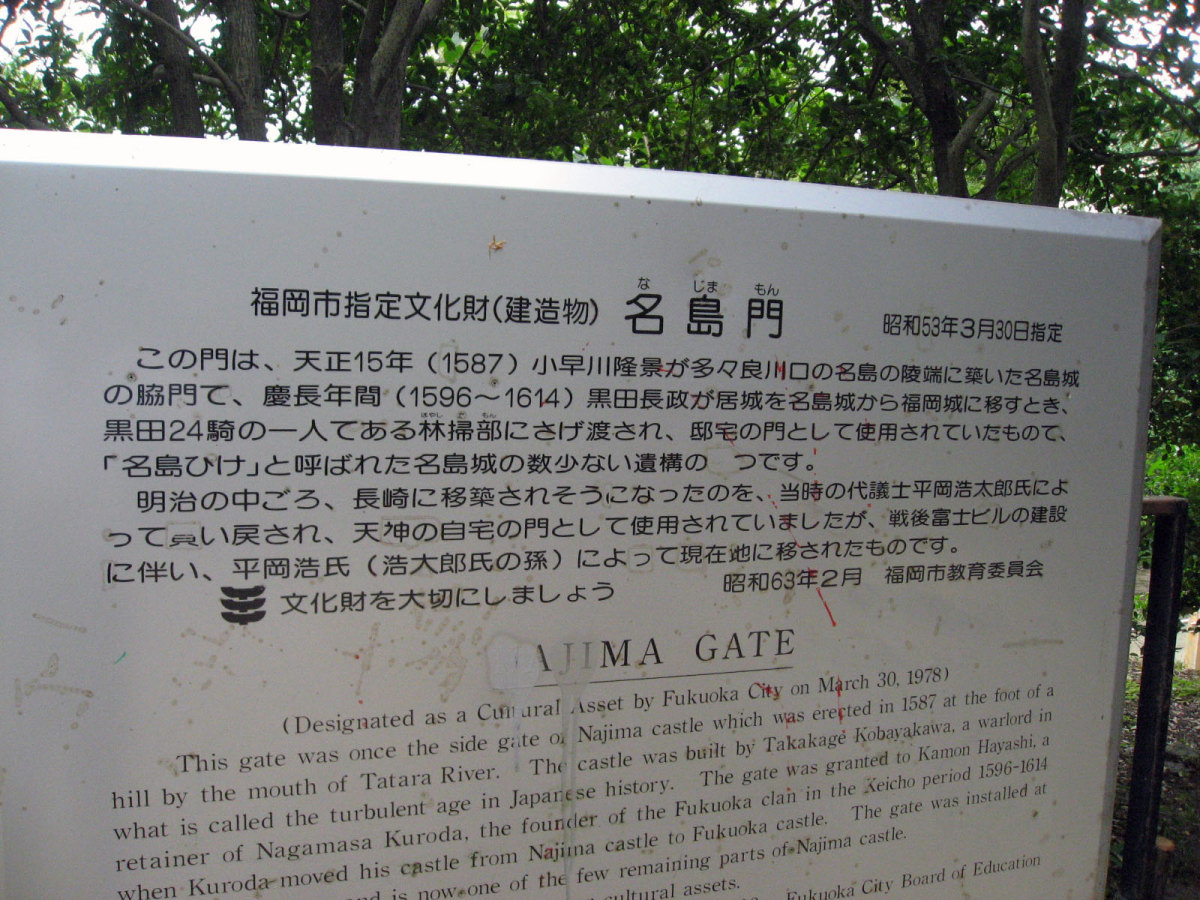 福岡市指定文化財(建造物) 名島門 昭和53年3月30日指定
な じま もん
この門は、天正15年(1587)小早川隆景が多々良川口の名島の陵端に築いた名島城
の脇門て、慶長年間(1596〜1614)黒田長政が居城を名島城から福岡城に移すとき、
はやし か もん
黒田24騎の一人てある林掃部にさげ渡され、邸宅の門として使用されていたもので、
「名島ひけ」と呼ばれた名島城の数少ない遺構の つです。
明治の中ごろ、長崎に移築されそうになったのを、当時の代議士平岡浩太郎氏によ
って い戻され、天神の自宅の門として使用されていましたが、戦後富士ビルの建設
に伴い、平岡浩氏(浩太郎氏の孫)によって現在地に移されたものです。
文化財を大切にしましょう 昭和63年2月 福岡市教育委員会
NAJIMA GATE
(Designated as a Cultural Asset by Fukuoka City on March 30, 1978)
This gate was once the side gate of Najima castle which was erected in 1587 at the foot of a
hill by the mouth of Tatara River. The castle was built by Takakage Kobayakawa, a warlord in
what is called the turbulent age in Japanese history. The gate was granted to Kamon Hayashi, a
retainer of Nagamasa Kuroda, the founder of the Fukuoka clan in the Keicho period 1596-1614
when Kuroda moved his castle from Najima castle to Fukuoka castle. The gate was installed at
and is now one of the few remaining parts of Najima castle.
cultural assets.
Fukuoka City Board of Education